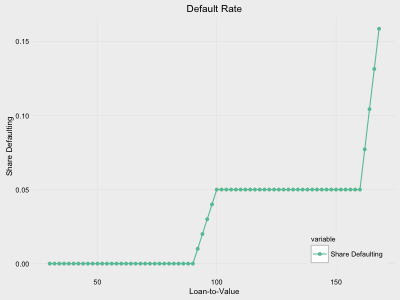 Default Rate
Share Defaulting
0.15
0.10
0.05
0.00
50
100
150
Loan-to-Value
variable
Share Defaulting